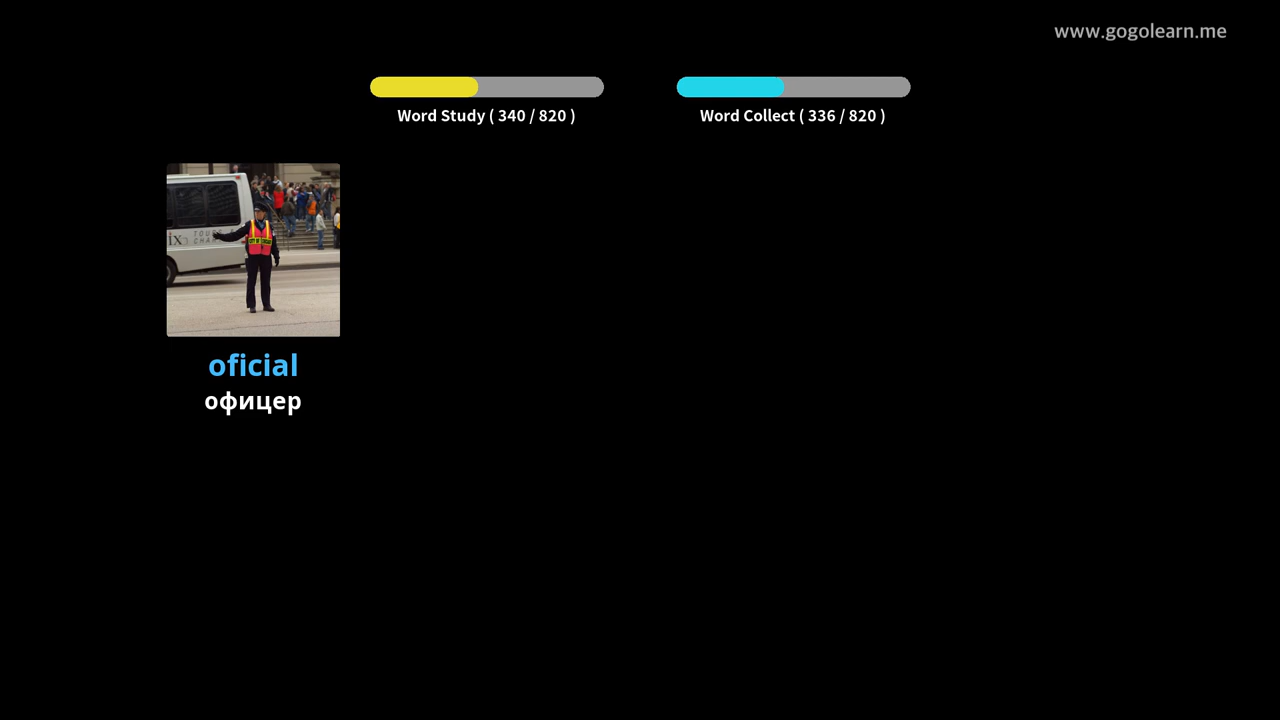 www.gogolearn.me
Word Study ( 340 / 820 )
Word Collect ( 336 / 820 )
oficial
офицер